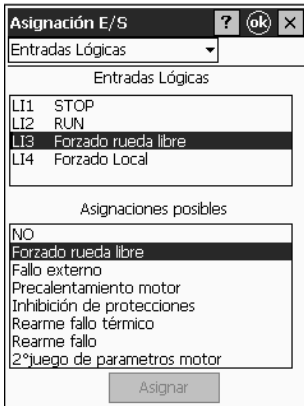 Asignación E/S ? ok ×
Entradas Lógicas
Entradas Lógicas
LI1 STOP
LI2 RUN
LI3 Forzado rueda libre
LI4 Forzado Local
Asignaciones posibles
NO
Forzado rueda libre
Fallo externo
Precalentamiento motor
Inhibición de protecciones
Rearme fallo térmico
Rearme fallo
2°juego de parametros motor
Asignar